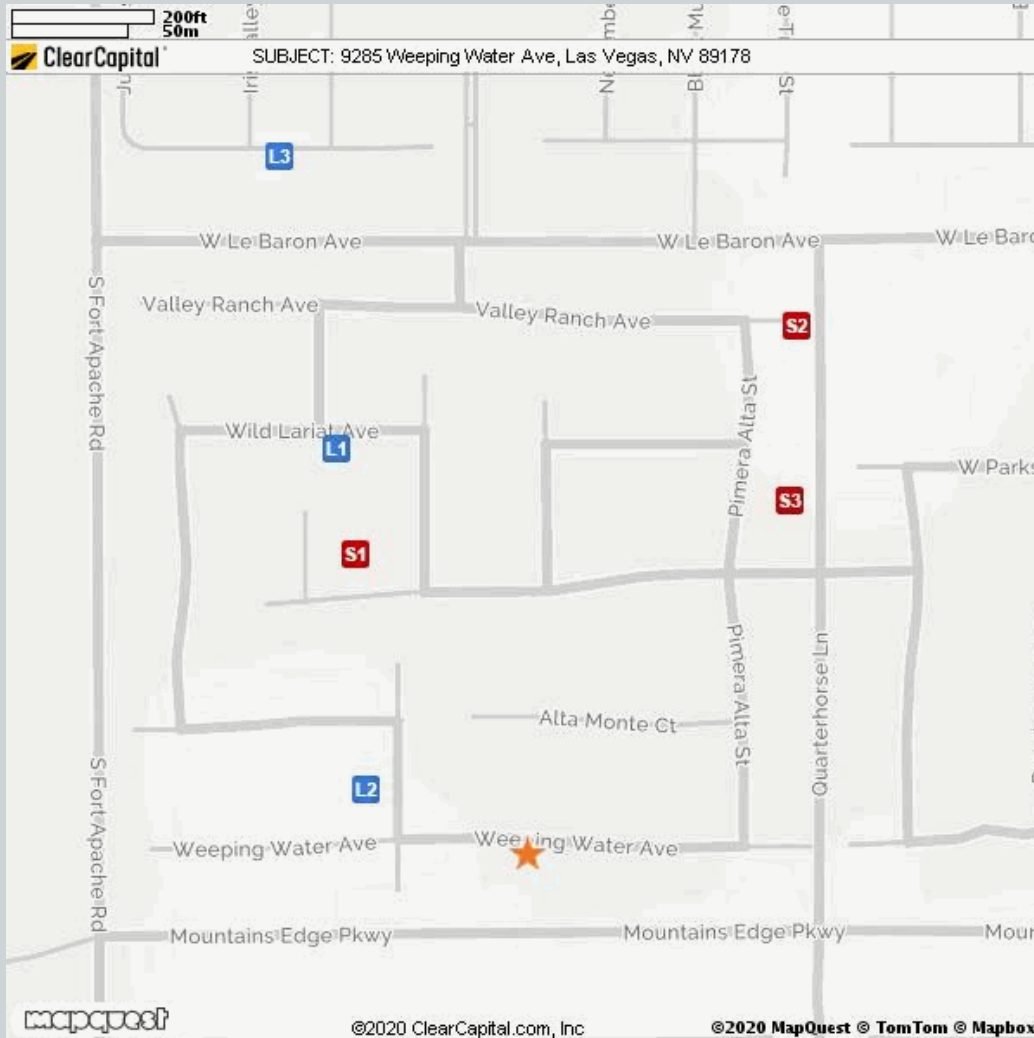 200ft
50m
ClearCapital
SUBJECT: 9285 Weeping Water Ave, Las Vegas, NV 89178
St
L3
W Le Baron Ave
W Le Baron Ave
W Le Baro
S Fort Apache Rd
Valley Ranch Ave
Valley Ranch Ave
S2
Wild Lariat Ave
L1
Pimera Alta St
W Parks
S3
S1
Pimera Alta St
Quarterhorse Ln
Alta Monte Ct
S Fort Apache Rd
L2
Weeping Water Ave
Weeping Water Ave
Mountains Edge Pkwy
Mountains Edge Pkwy
Moun
mapquest
©2020 ClearCapital.com, Inc
©2020 MapQuest © TomTom © Mapbox